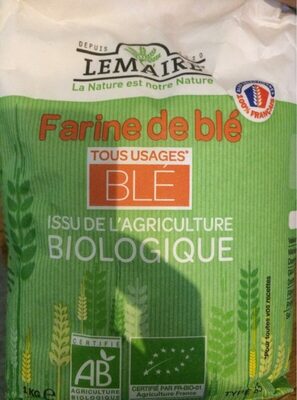 DEPUIS
LEMAIRE
La Nature est notre Nature
100% FRANÇAISE
Farine de blé
TOUS USAGES*
BLÉ
ISSU DE L'AGRICULTURE
BIOLOGIQUE
*Pour toutes vos recettes
CERTIFIÉ
AB
AGRICULTURE
BIOLOGIQUE
CERTIFIÉ PAR FR-BIO-01
Agriculture France
1 KG
TYPE